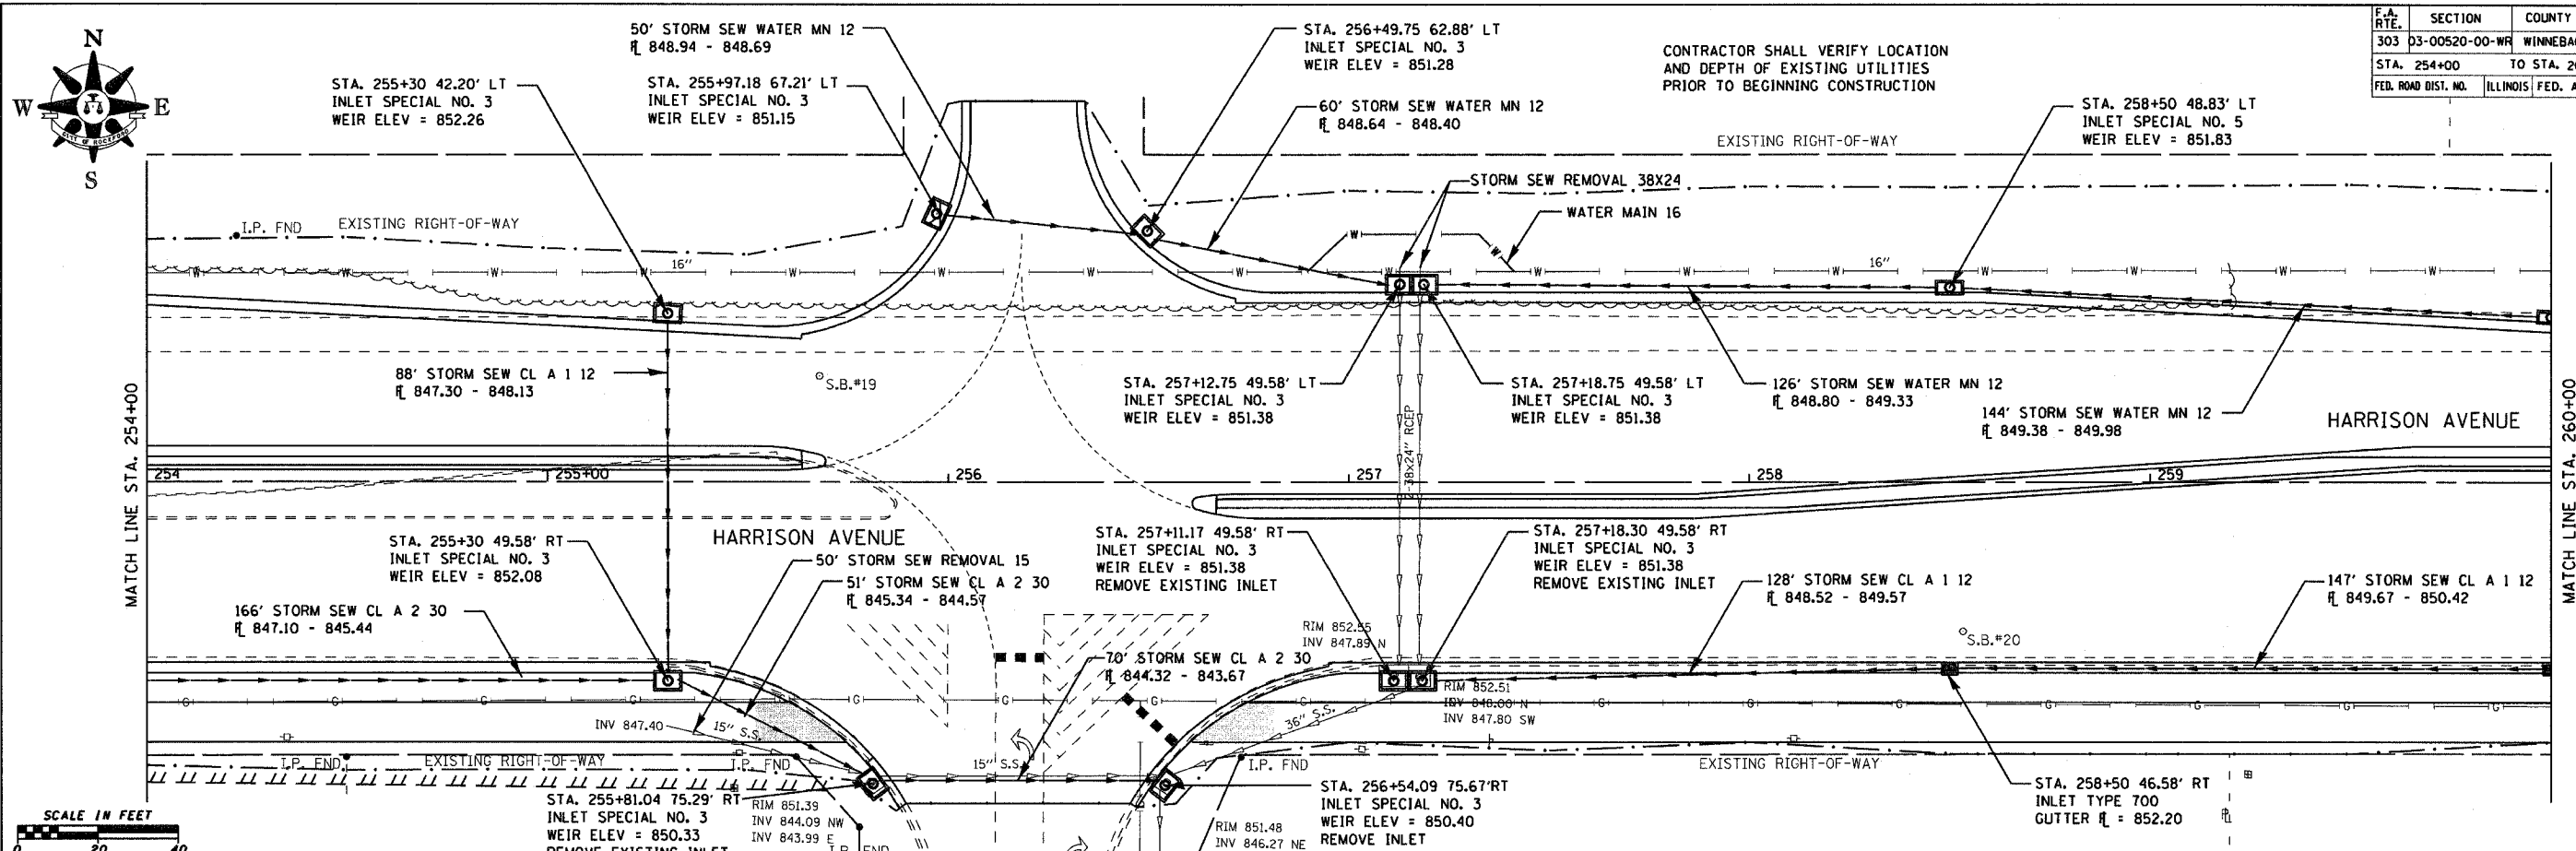 N
W
E
S
CITY OF ROCKFORD
50' STORM SEW WATER MN 12
FL 848.94 - 848.69
STA. 255+30 42.20' LT
INLET SPECIAL NO. 3
WEIR ELEV = 852.26
STA. 255+97.18 67.21' LT
INLET SPECIAL NO. 3
WEIR ELEV = 851.15
STA. 256+49.75 62.88' LT
INLET SPECIAL NO. 3
WEIR ELEV = 851.28
60' STORM SEW WATER MN 12
FL 848.64 - 848.40
CONTRACTOR SHALL VERIFY LOCATION
AND DEPTH OF EXISTING UTILITIES
PRIOR TO BEGINNING CONSTRUCTION
F.A. RTE.
SECTION
COUNTY
303
03-00520-00-WR
WINNEBA
STA. 254+00
TO STA.
FED. ROAD DIST. NO.
ILLINOIS
FED. A
STA. 258+50 48.83' LT
INLET SPECIAL NO. 5
WEIR ELEV = 851.83
EXISTING RIGHT-OF-WAY
STORM SEW REMOVAL 38X24
WATER MAIN 16
I.P. FND
EXISTING RIGHT-OF-WAY
16"
16"
88' STORM SEW CL A 1 12
FL 847.30 - 848.13
S.B.#19
STA. 257+12.75 49.58' LT
INLET SPECIAL NO. 3
WEIR ELEV = 851.38
STA. 257+18.75 49.58' LT
INLET SPECIAL NO. 3
WEIR ELEV = 851.38
126' STORM SEW WATER MN 12
FL 848.80 - 849.33
144' STORM SEW WATER MN 12
FL 849.38 - 849.98
HARRISON AVENUE
MATCH LINE STA. 254+00
MATCH LINE STA. 260+00
2-38x24" RCEP
254
255+00
256
257
258
259
HARRISON AVENUE
STA. 255+30 49.58' RT
INLET SPECIAL NO. 3
WEIR ELEV = 852.08
50' STORM SEW REMOVAL 15
51' STORM SEW CL A 2 30
FL 845.34 - 844.57
STA. 257+11.17 49.58' RT
INLET SPECIAL NO. 3
WEIR ELEV = 851.38
REMOVE EXISTING INLET
STA. 257+18.30 49.58' RT
INLET SPECIAL NO. 3
WEIR ELEV = 851.38
REMOVE EXISTING INLET
128' STORM SEW CL A 1 12
FL 848.52 - 849.57
147' STORM SEW CL A 1 12
FL 849.67 - 850.42
166' STORM SEW CL A 2 30
FL 847.10 - 845.44
RIM 852.55
INV 847.89 N
S.B.#20
70' STORM SEW CL A 2 30
FL 844.32 - 843.67
RIM 852.51
INV 848.00 N
INV 847.80 SW
INV 847.40
15" S.S.
36" S.S.
I.P. FND
EXISTING RIGHT-OF-WAY
I.P. FND
15" S.S.
I.P. FND
EXISTING RIGHT-OF-WAY
STA. 255+81.04 75.29' RT
INLET SPECIAL NO. 3
WEIR ELEV = 850.33
REMOVE EXISTING INLET
RIM 851.39
INV 844.09 NW
INV 843.99 E
I.P. FND
RIM 851.48
INV 846.27 NE
STA. 256+54.09 75.67'RT
INLET SPECIAL NO. 3
WEIR ELEV = 850.40
REMOVE INLET
STA. 258+50 46.58' RT
INLET TYPE 700
GUTTER FL = 852.20
SCALE IN FEET
0 20 40